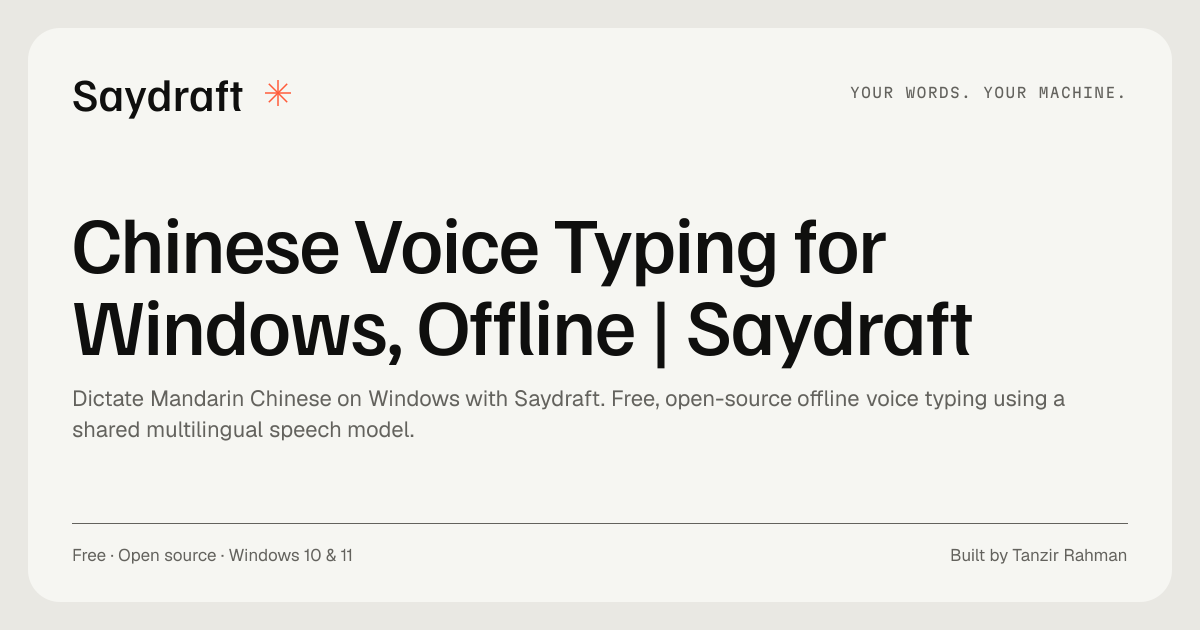 Saydraft
YOUR WORDS. YOUR MACHINE.
Chinese Voice Typing for
Windows, Offline | Saydraft
Dictate Mandarin Chinese on Windows with Saydraft. Free, open-source offline voice typing using a
shared multilingual speech model.
Free · Open source · Windows 10 & 11
Built by Tanzir Rahman